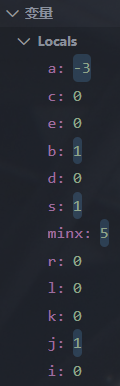 变量
Locals
a: -3
c: 0
e: 0
b: 1
d: 0
s: 1
minx: 5
r: 0
l: 0
k: 0
j: 1
i: 0